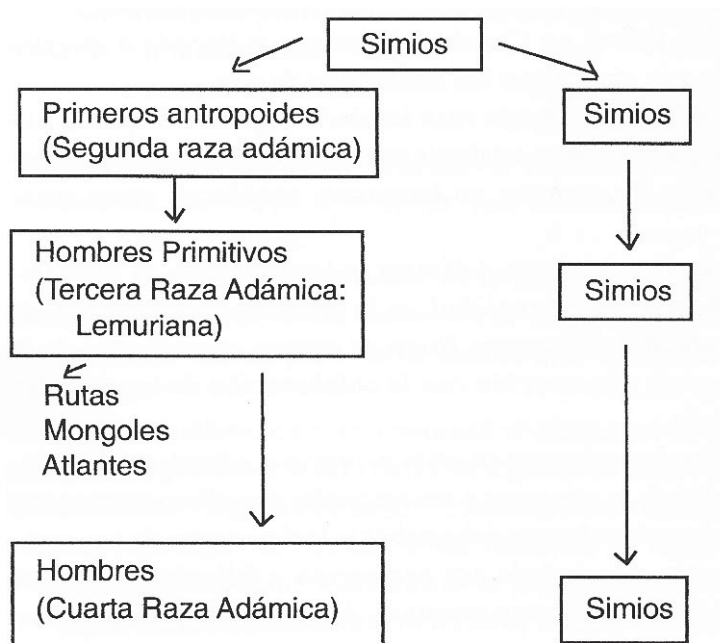 Simios
Primeros antropoides
(Segunda raza adámica)
Simios
Hombres Primitivos
(Tercera Raza Adámica:
Lemuriana)
Simios
Rutas
Mongoles
Atlantes
Hombres
(Cuarta Raza Adámica)
Simios